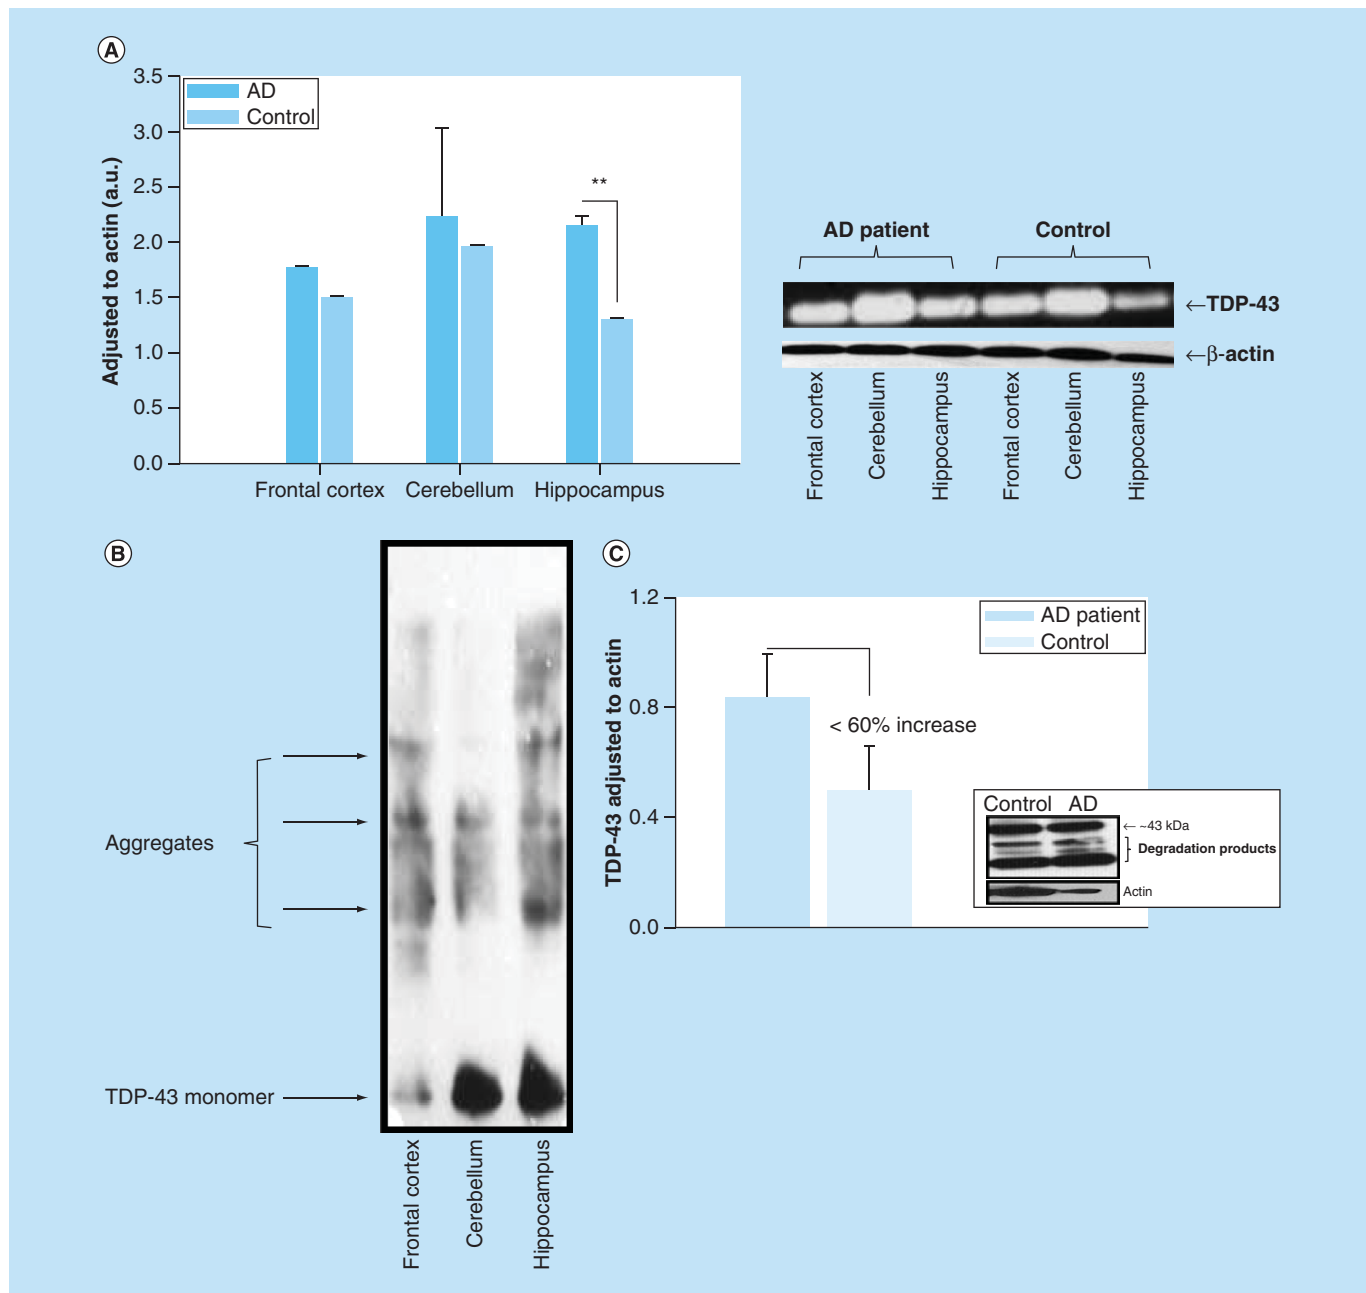 A
3.5
3.0
2.5
2.0
1.5
1.0
0.5
0.0
Adjusted to actin (a.u.)
AD
Control
**
Frontal cortex Cerebellum Hippocampus
AD patient Control
←TDP-43
←β-actin
Frontal cortex
Cerebellum
Hippocampus
Frontal cortex
Cerebellum
Hippocampus
B
Aggregates
TDP-43 monomer
Frontal cortex
Cerebellum
Hippocampus
C
1.2
0.8
0.4
0.0
TDP-43 adjusted to actin
AD patient
Control
< 60% increase
Control AD
← ~43 kDa
Degradation products
Actin